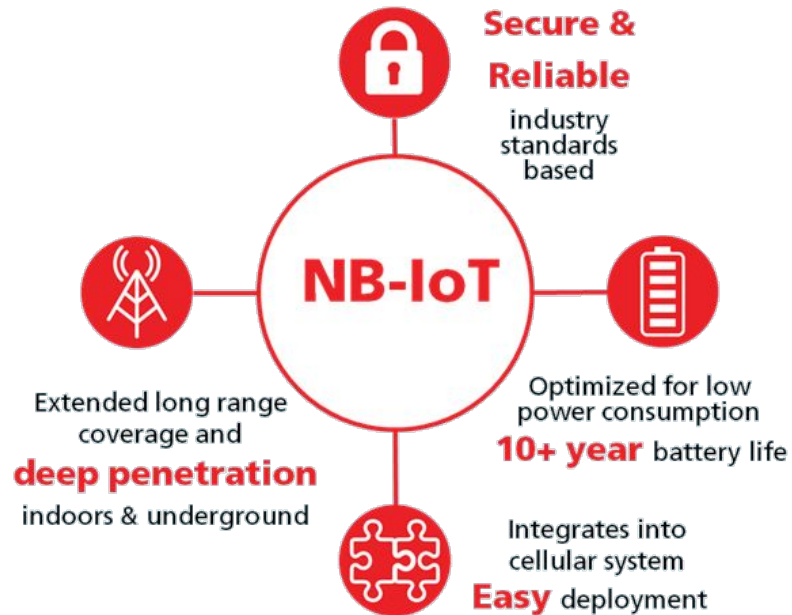 Secure &
Reliable
industry
standards
based
NB-IoT
Extended long range
coverage and
deep penetration
indoors & underground
Optimized for low
power consumption
10+ year battery life
Integrates into
cellular system
Easy deployment